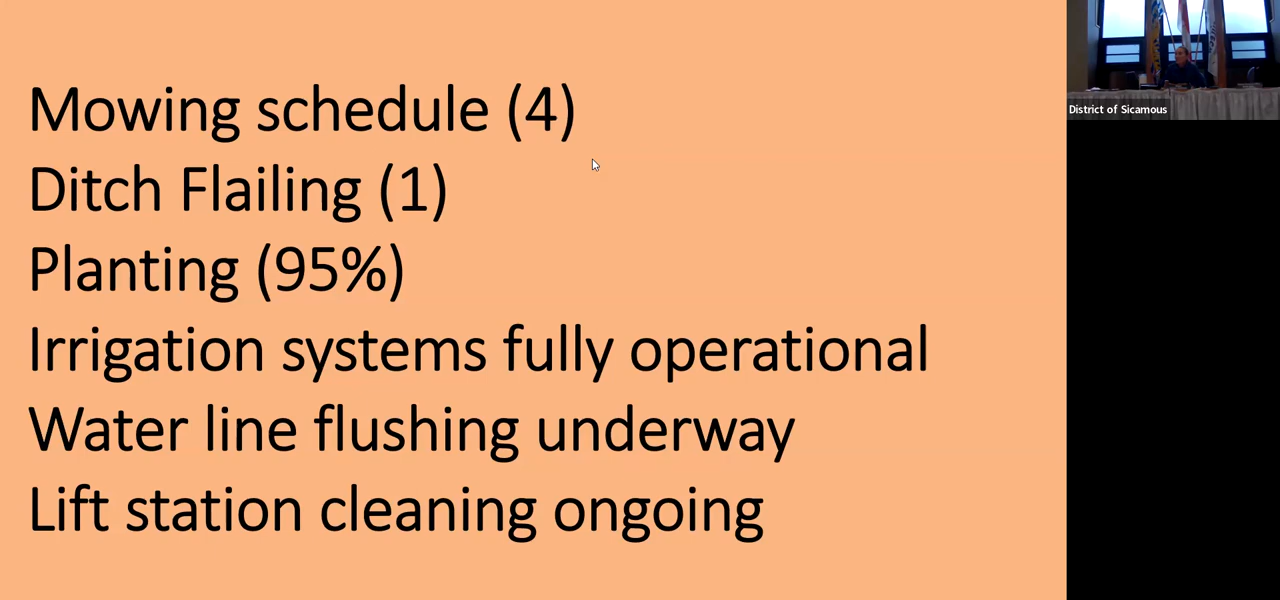 Mowing schedule (4)
Ditch Flailing (1)
Planting (95%)
Irrigation systems fully operational
Water line flushing underway
Lift station cleaning ongoing
District of Sicamous